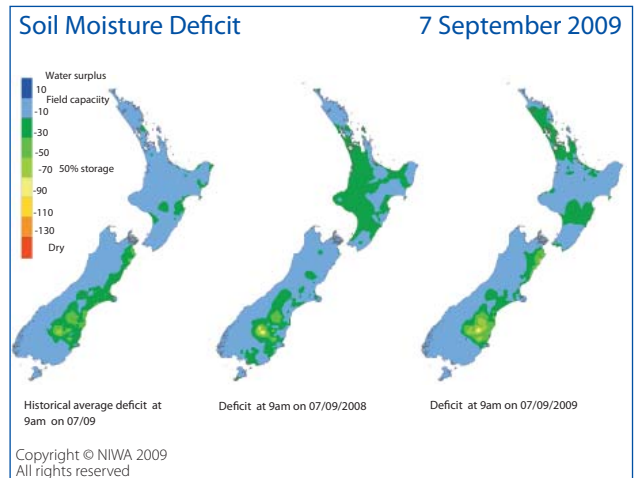 Soil Moisture Deficit 7 September 2009
Water surplus
10
Field capacity
-10
-30
-50
-70 50% storage
-90
-110
-130
Dry
Historical average deficit at
9am on 07/09
Deficit at 9am on 07/09/2008
Deficit at 9am on 07/09/2009
Copyright © NIWA 2009
All rights reserved